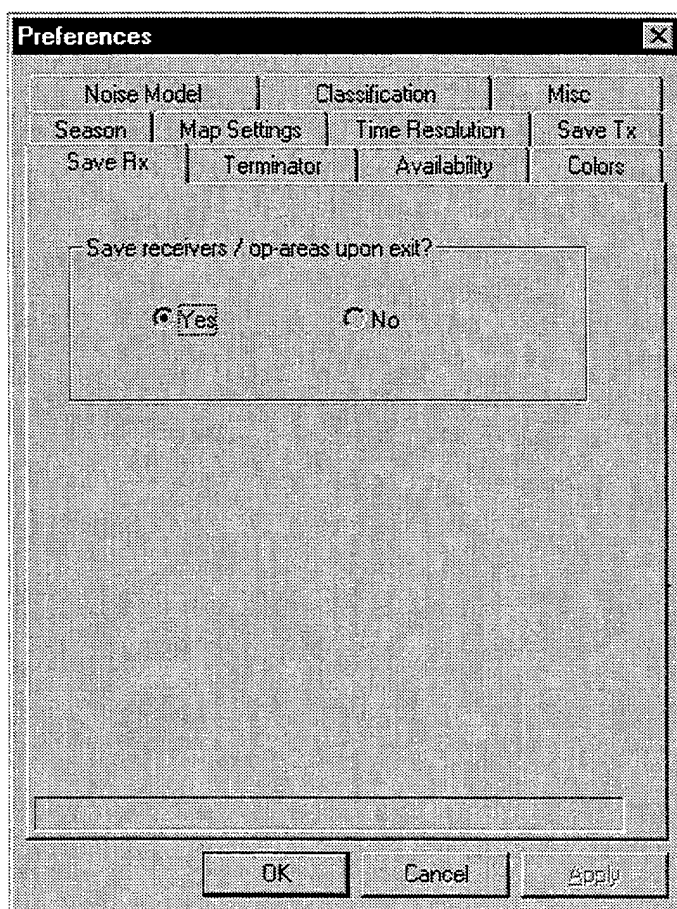 Preferences
Noise Model Classification Misc
Season Map Settings Time Resolution Save Tx
Save Rx Terminator Availability Colors
Save receivers / op-areas upon exit?
Yes No
OK Cancel Apply